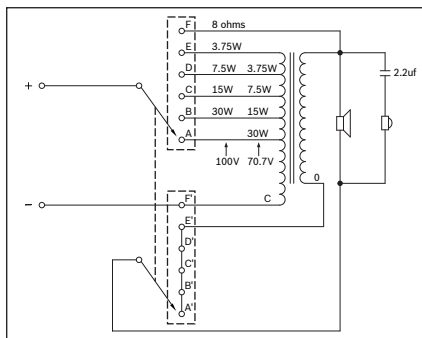 F 8 ohms
E 3.75W
D 7.5W 3.75W
C 15W 7.5W
B 30W 15W
A 30W
100V 70.7V
2.2uf
+
−
F' C
0
E'
D'
C'
B'
A'